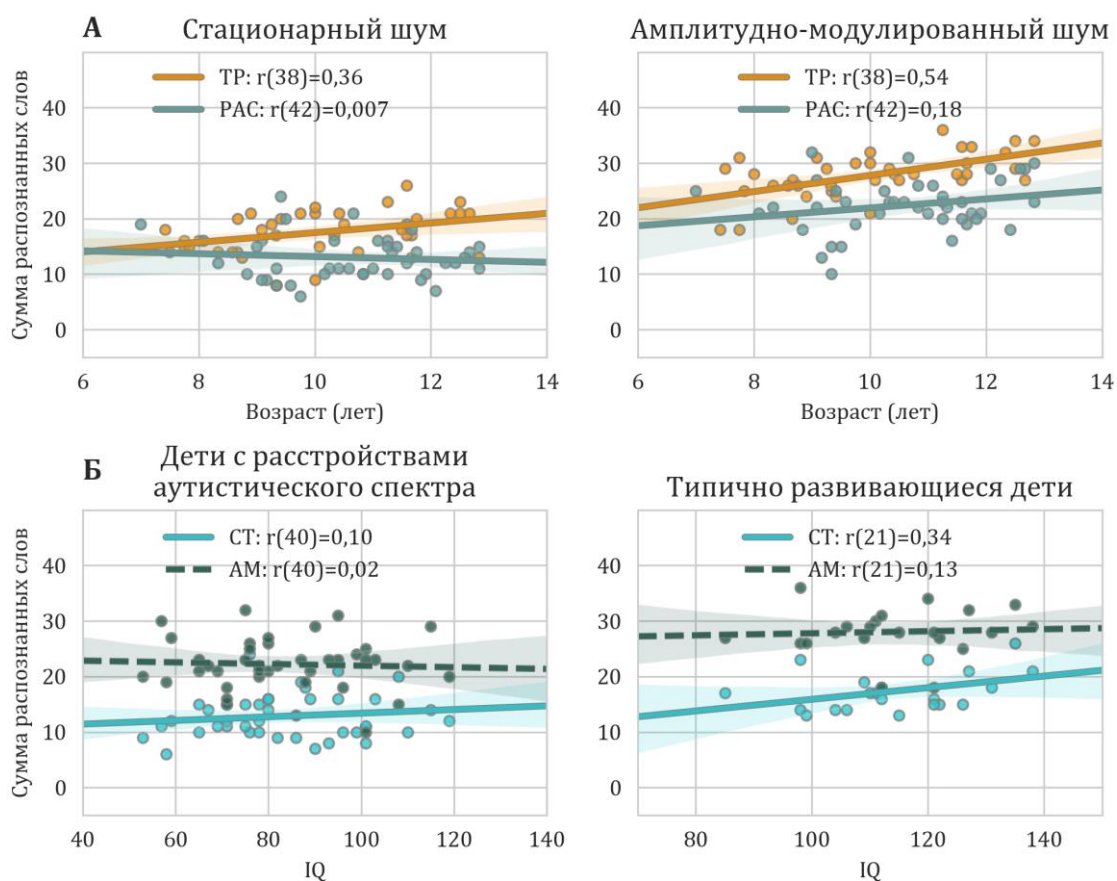 А
Стационарный шум
Амплитудно-модулированный шум
Сумма распознанных слов
ТР: r(38)=0,36
РАС: r(42)=0,007
ТР: r(38)=0,54
РАС: r(42)=0,18
40
30
20
10
0
40
30
20
10
0
6 8 10 12 14
6 8 10 12 14
Возраст (лет)
Возраст (лет)
Б
Дети с расстройствами
аутистического спектра
Типично развивающиеся дети
Сумма распознанных слов
СТ: r(40)=0,10
АМ: r(40)=0,02
СТ: r(21)=0,34
АМ: r(21)=0,13
40
30
20
10
0
40
30
20
10
0
40 60 80 100 120 140
80 100 120 140
IQ
IQ